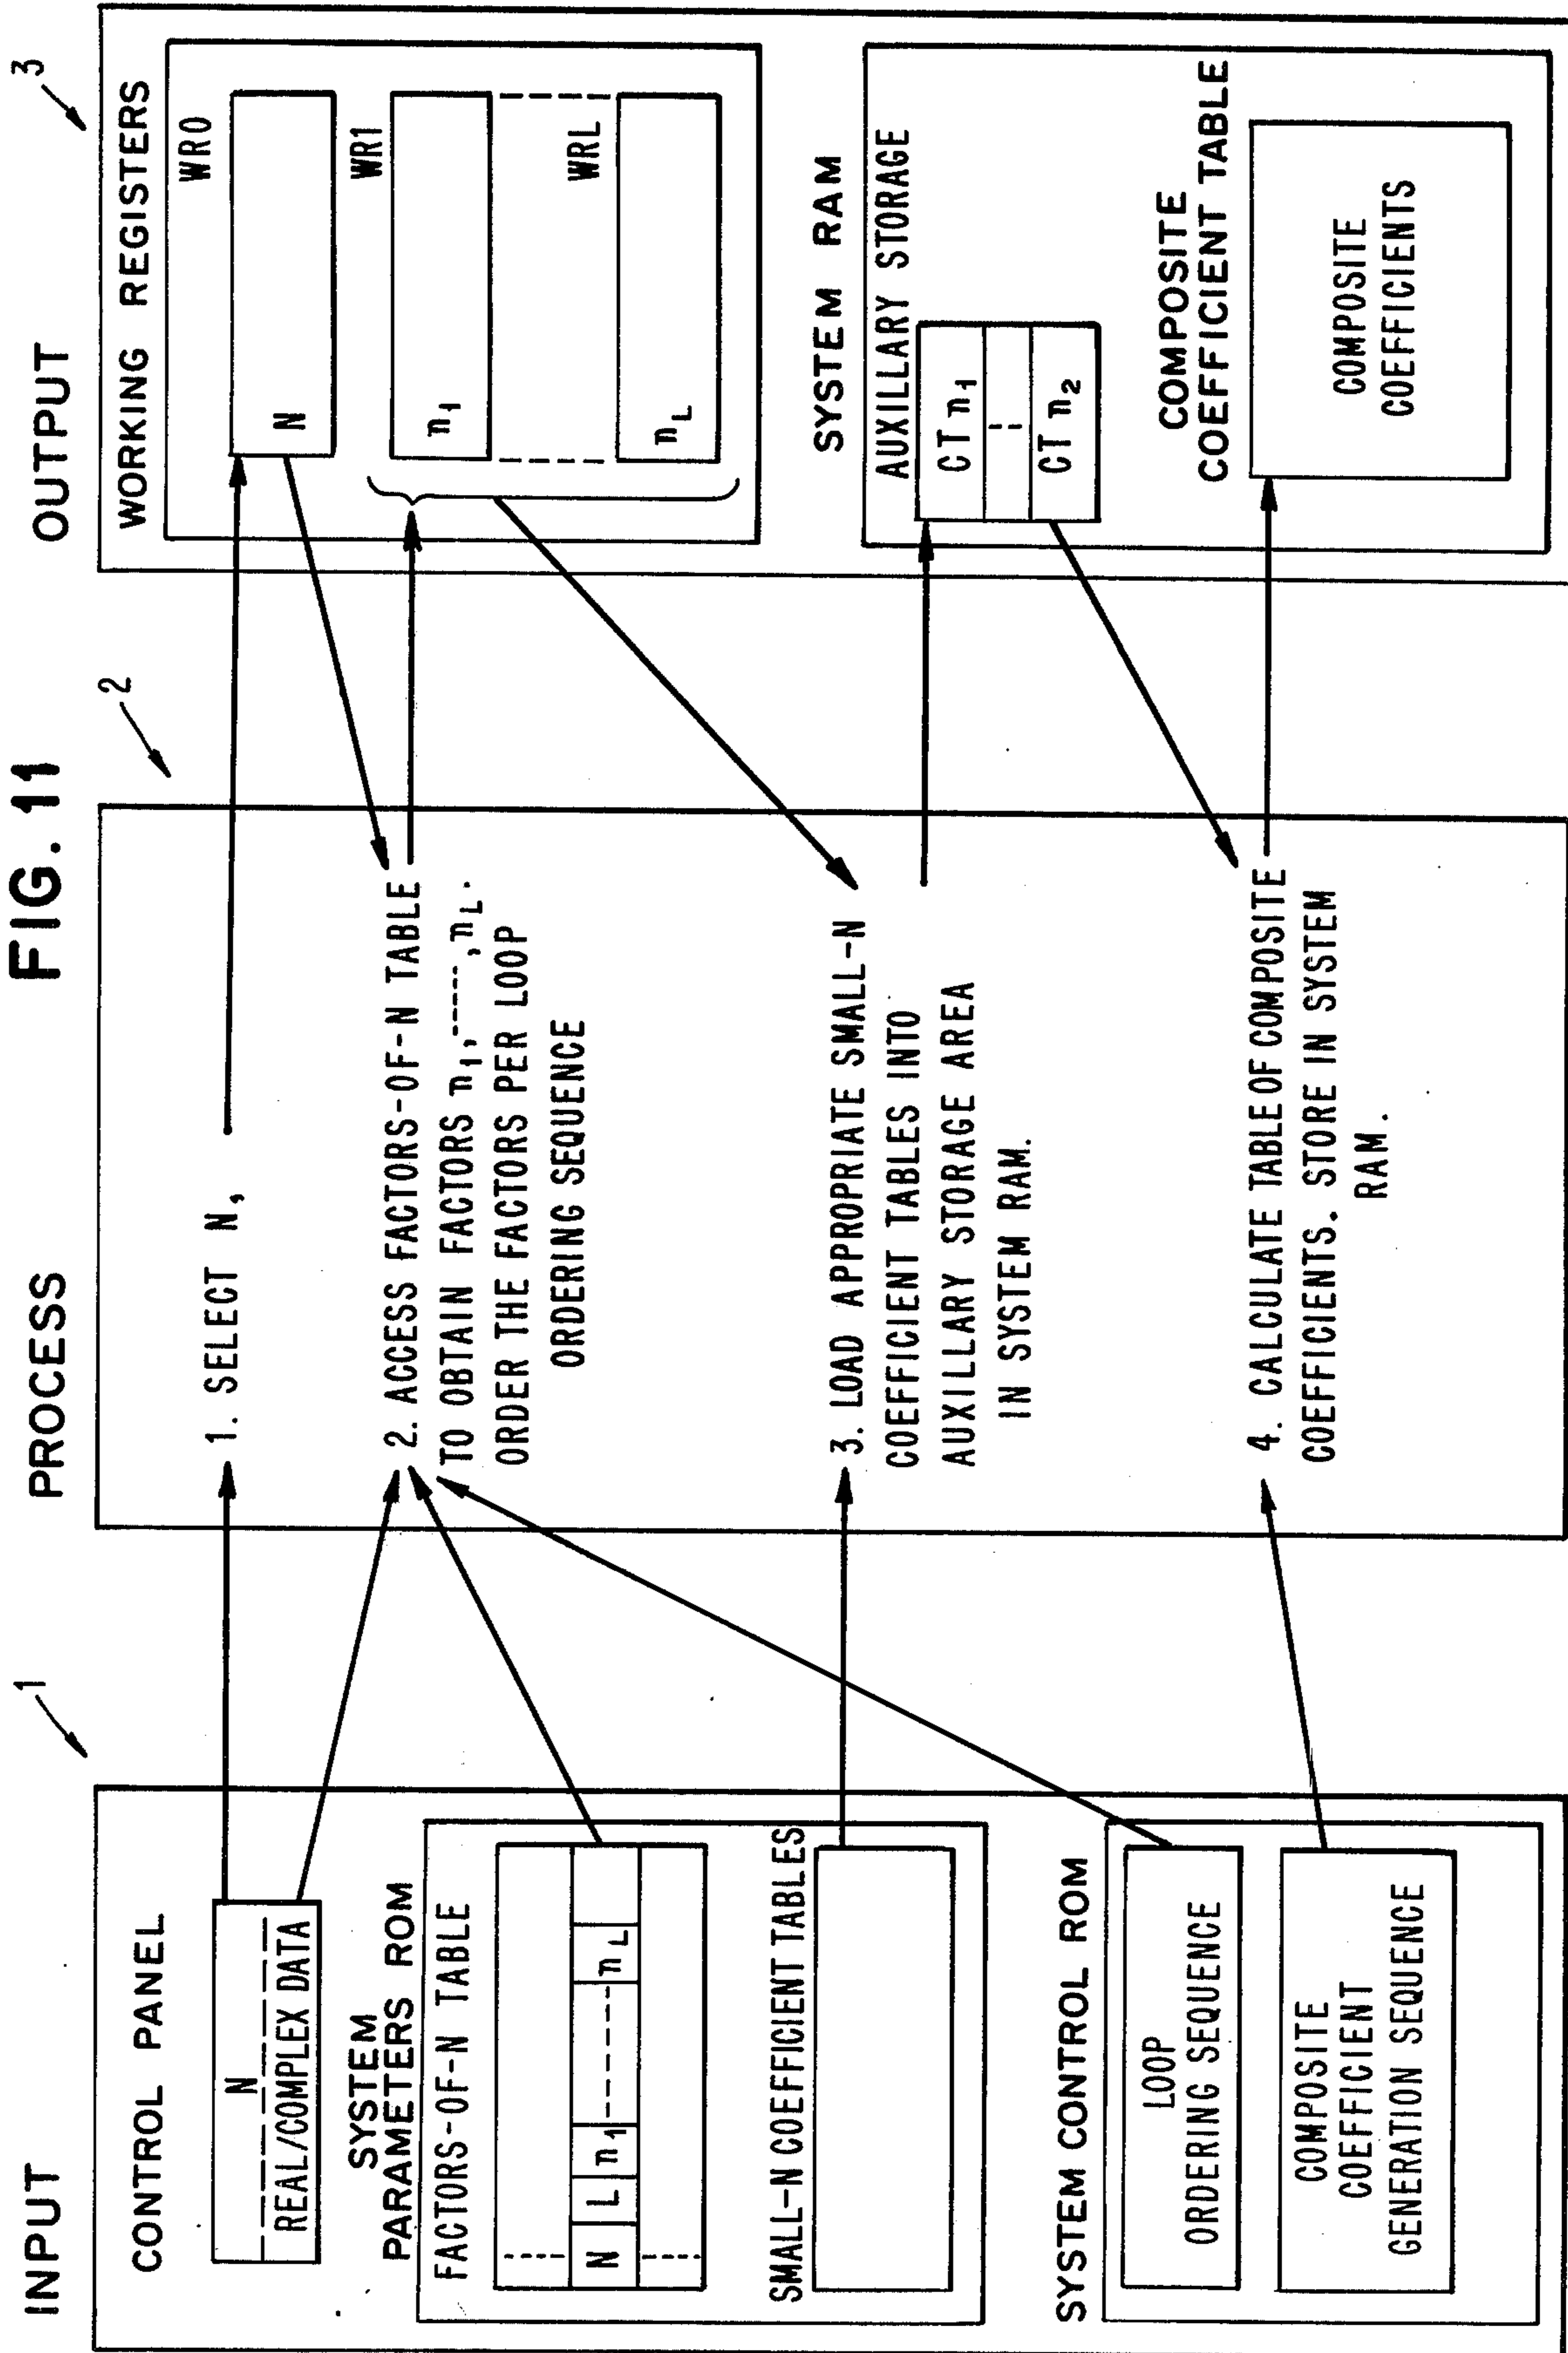 FIG. 11
INPUT
1
CONTROL PANEL
N
REAL/COMPLEX DATA
SYSTEM
PARAMETERS ROM
FACTORS-OF-N TABLE
N L n1 ----- nL
SMALL-N COEFFICIENT TABLES
SYSTEM CONTROL ROM
LOOP
ORDERING SEQUENCE
COMPOSITE
COEFFICIENT
GENERATION SEQUENCE
PROCESS
2
1. SELECT N,
2. ACCESS FACTORS-OF-N TABLE
TO OBTAIN FACTORS n1,-----,nL.
ORDER THE FACTORS PER LOOP
ORDERING SEQUENCE
3. LOAD APPROPRIATE SMALL-N
COEFFICIENT TABLES INTO
AUXILLARY STORAGE AREA
IN SYSTEM RAM.
4. CALCULATE TABLE OF COMPOSITE
COEFFICIENTS. STORE IN SYSTEM
RAM.
OUTPUT
3
WORKING REGISTERS
WR0
N
WR1
n1
WRL
nL
SYSTEM RAM
AUXILLARY STORAGE
CT n1
CT n2
COMPOSITE
COEFFICIENT TABLE
COMPOSITE
COEFFICIENTS